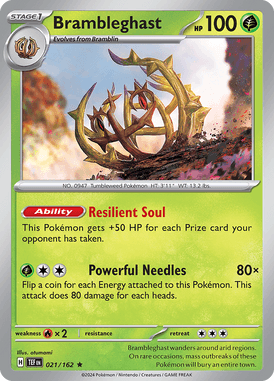 STAGE 1
Brambleghast
HP 100
Evolves from Bramblin
NO. 0947 Tumbleweed Pokémon HT: 3'11" WT: 13.2 lbs.
Ability Resilient Soul
This Pokémon gets +50 HP for each Prize card your
opponent has taken.
Powerful Needles 80×
Flip a coin for each Energy attached to this Pokémon. This
attack does 80 damage for each heads.
weakness ×2 resistance retreat
Illus. otumami
H TEF EN 021/162 ★
Brambleghast wanders around arid regions.
On rare occasions, mass outbreaks of these
Pokémon will bury an entire town.
©2024 Pokémon / Nintendo / Creatures / GAME FREAK